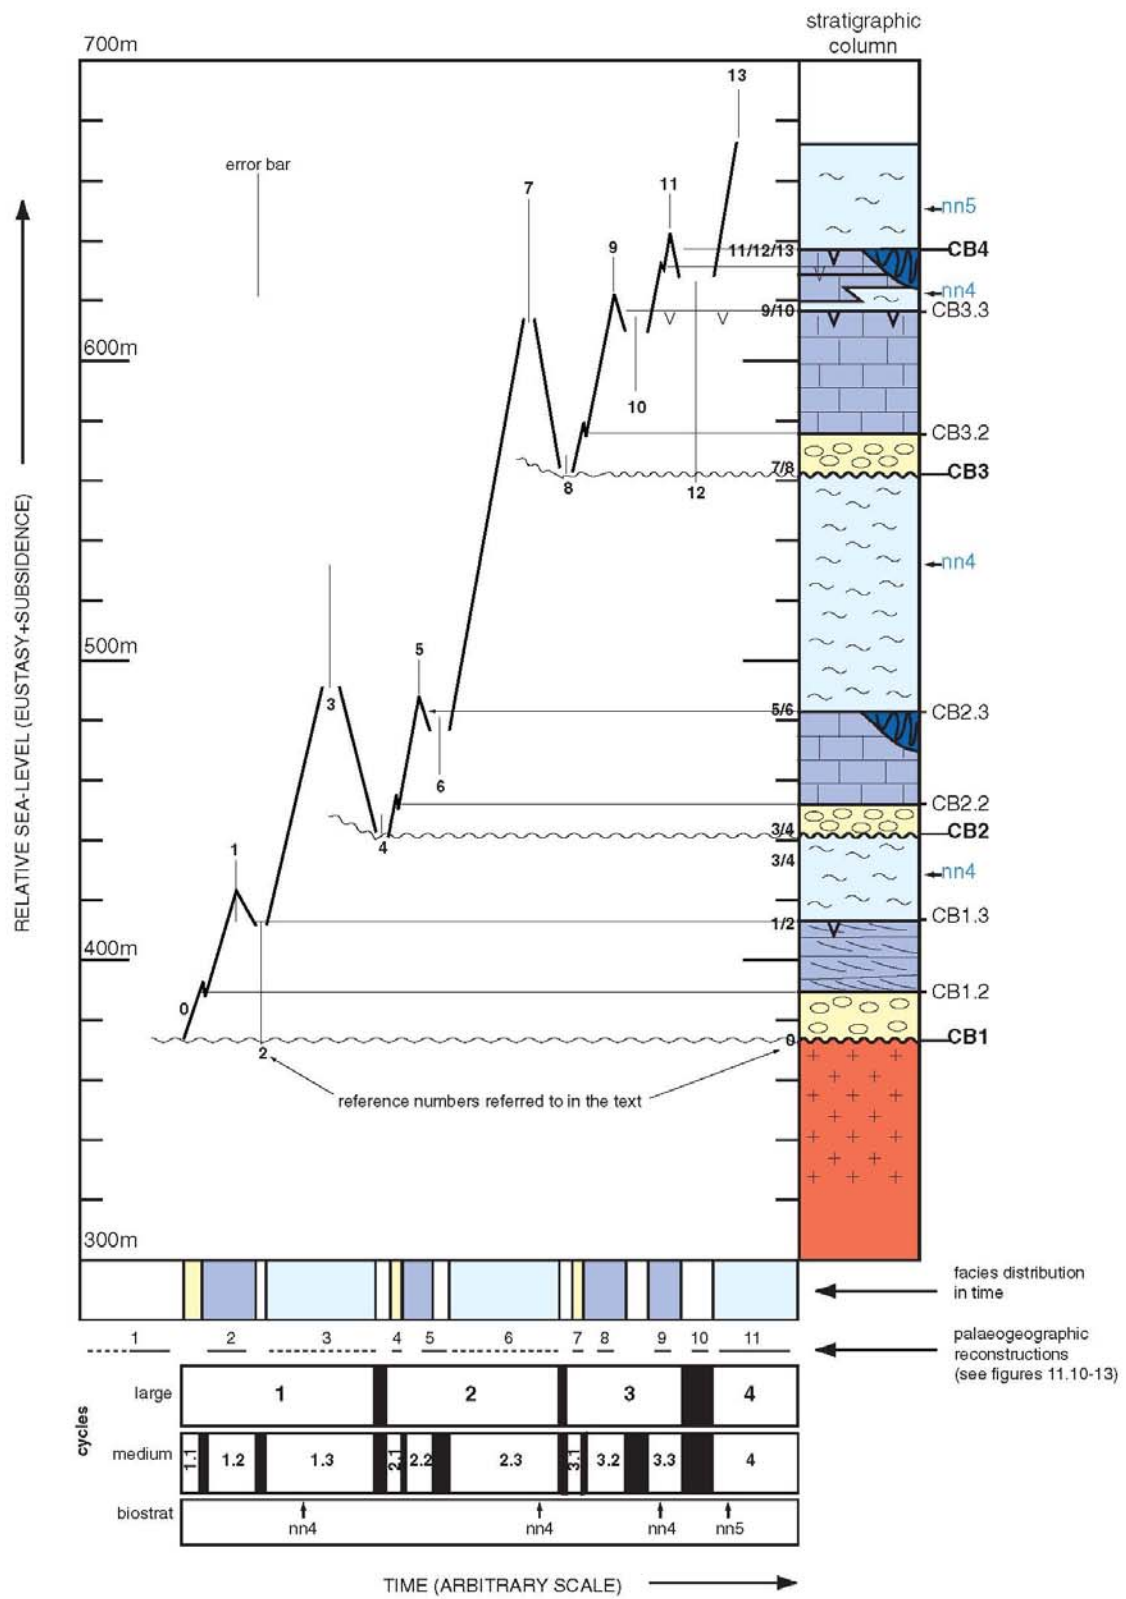 stratigraphic
column
700m
13
error bar
7
11
nn5
9
11/12/13
CB4
nn4
9/10
CB3.3
600m
10
CB3.2
7/8
CB3
8
12
nn4
500m
5
3
5/6
CB2.3
6
CB2.2
3/4
CB2
4
1
3/4
nn4
1/2
CB1.3
400m
0
CB1.2
0
CB1
2
reference numbers referred to in the text
300m
RELATIVE SEA-LEVEL (EUSTASY+SUBSIDENCE)
facies distribution
in time
1 2 3 4 5 6 7 8 9 10 11
palaeogeographic
reconstructions
(see figures 11.10-13)
cycles
large 1 2 3 4
medium 1.1 1.2 1.3 2.1 2.2 2.3 3.1 3.2 3.3 4
biostrat
nn4 nn4 nn4 nn5
TIME (ARBITRARY SCALE)